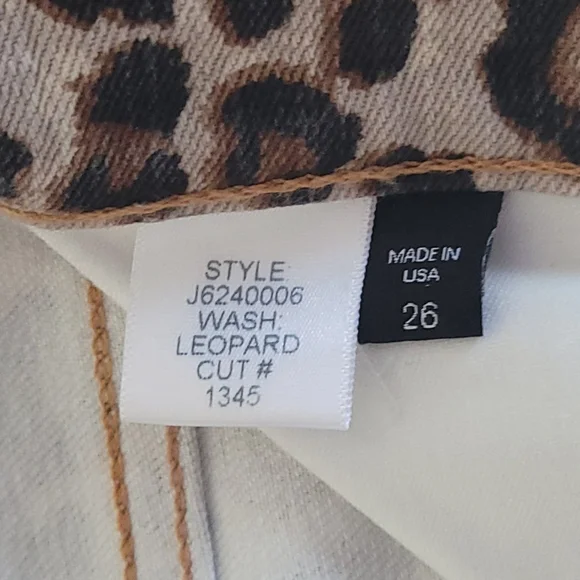 STYLE:
J6240006
WASH:
LEOPARD
CUT #
1345
MADE IN
USA
26